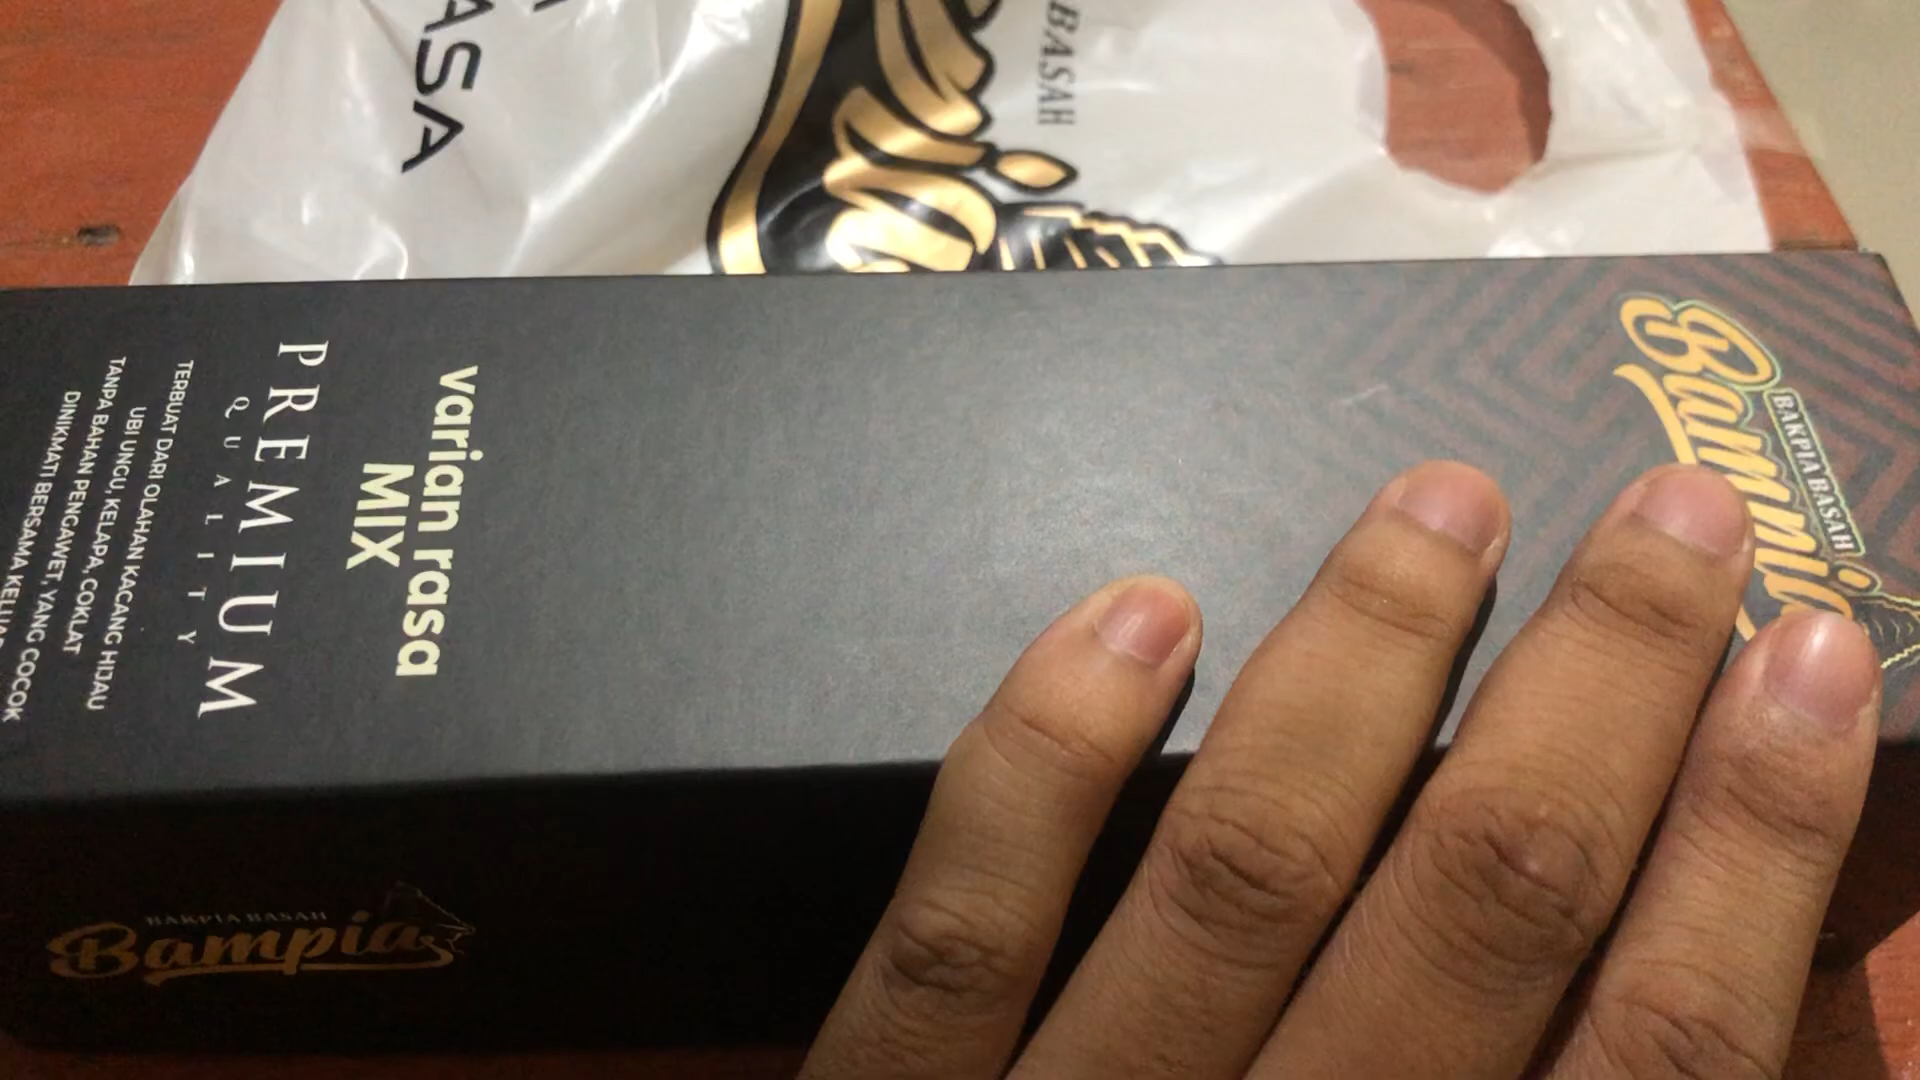 ASA
BASAH
BAKPIA BASAH
Bampia
varian rasa
MIX
PREMIUM
QUALITY
TERBUAT DARI OLAHAN KACANG HIJAU
UBI UNGU, KELAPA, COKLAT
TANPA BAHAN PENGAWET, YANG COCOK
DINIKMATI BERSAMA
BAKPIA BASAH
Bampia